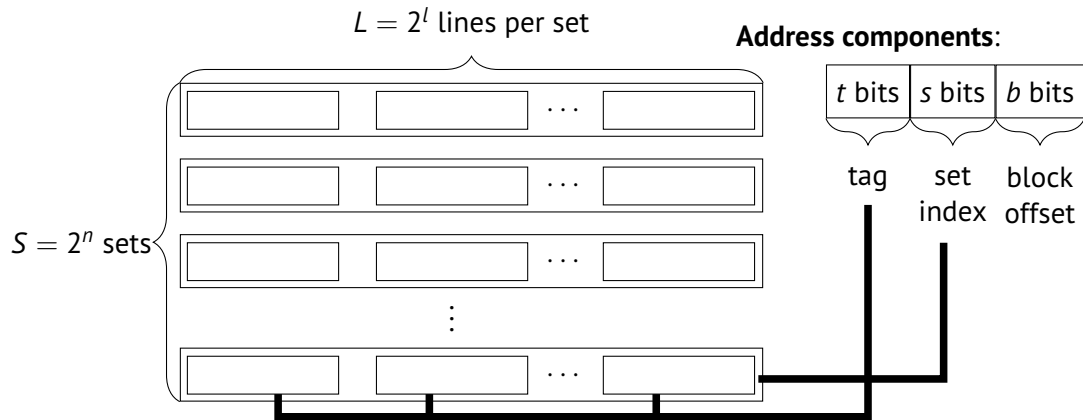 L = 2^l lines per set
Address components:
t bits s bits b bits
tag set index block offset
S = 2^n sets
...
...
...
⋮
...